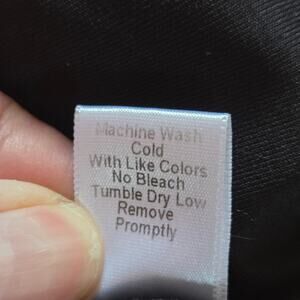 Machine Wash
Cold
With Like Colors
No Bleach
Tumble Dry Low
Remove
Promptly